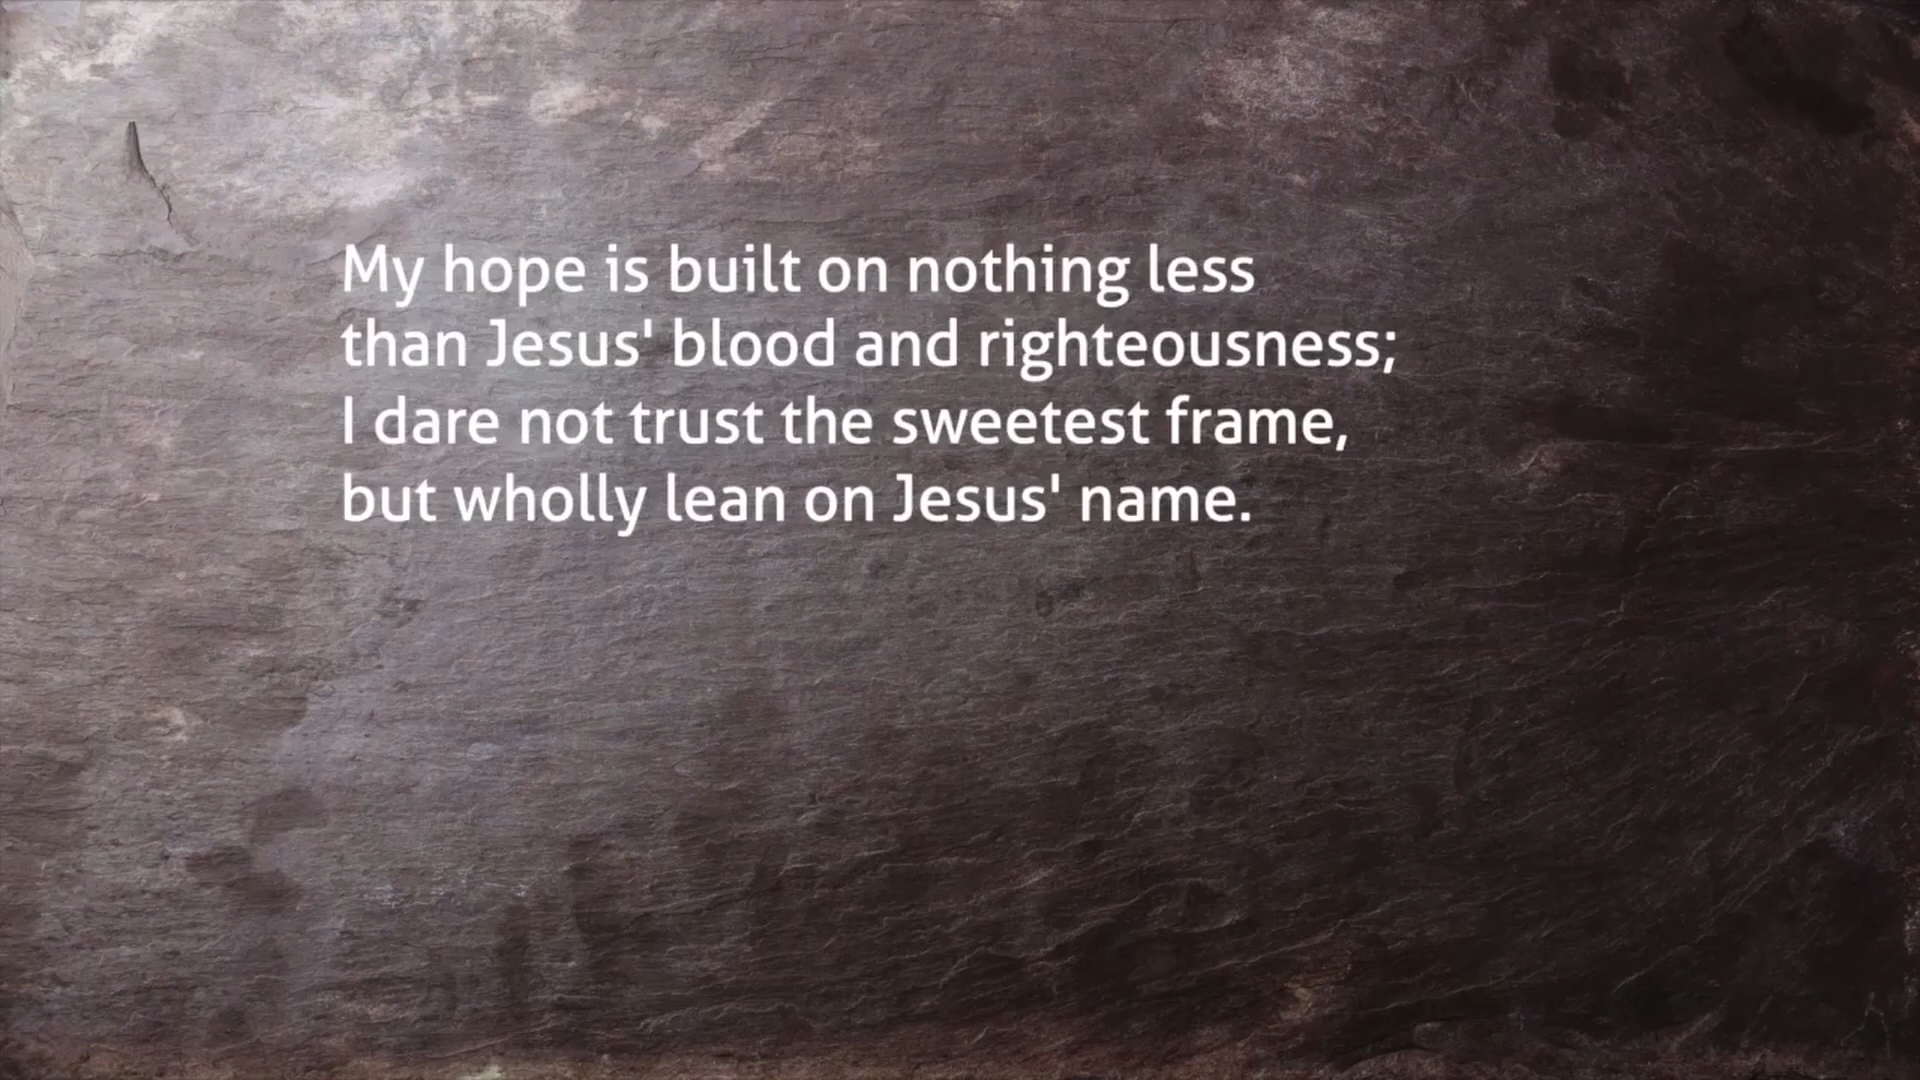 My hope is built on nothing less
than Jesus' blood and righteousness;
I dare not trust the sweetest frame,
but wholly lean on Jesus' name.